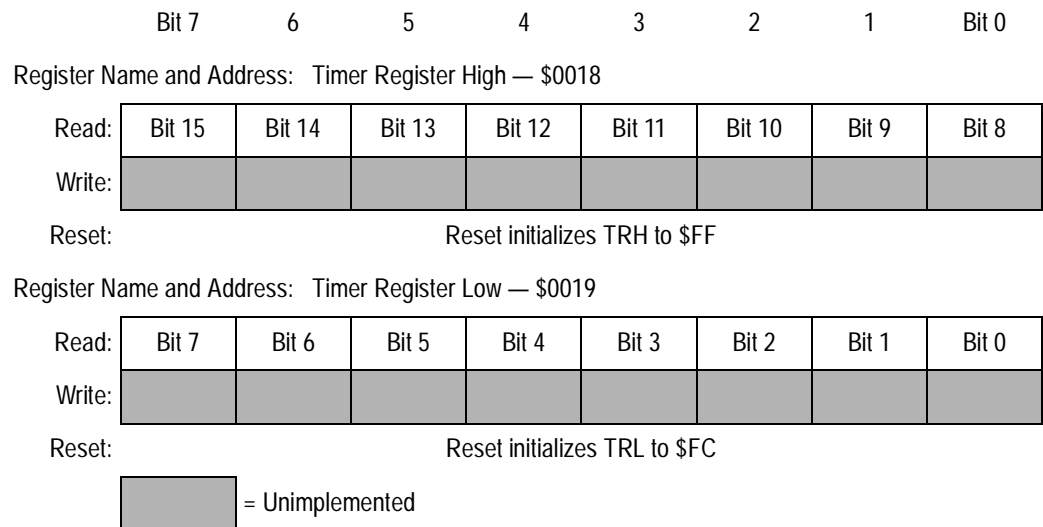 Bit 7 6 5 4 3 2 1 Bit 0
Register Name and Address: Timer Register High — $0018
Read: Bit 15 Bit 14 Bit 13 Bit 12 Bit 11 Bit 10 Bit 9 Bit 8
Write:
Reset: Reset initializes TRH to $FF
Register Name and Address: Timer Register Low — $0019
Read: Bit 7 Bit 6 Bit 5 Bit 4 Bit 3 Bit 2 Bit 1 Bit 0
Write:
Reset: Reset initializes TRL to $FC
= Unimplemented